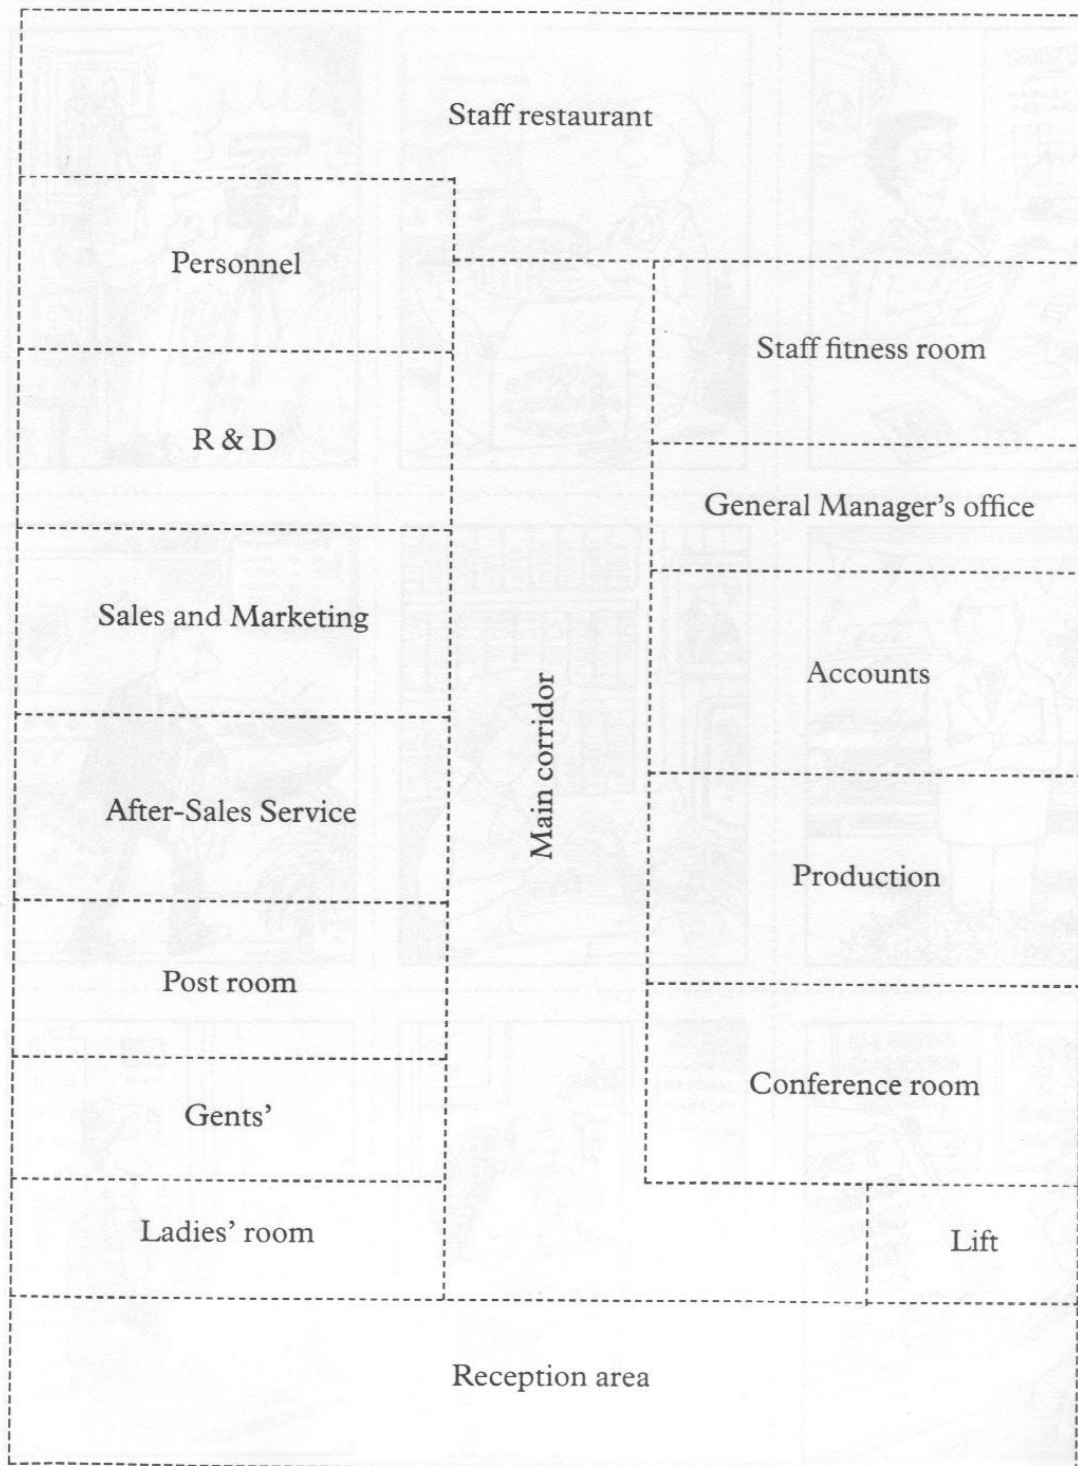 Staff restaurant
Personnel
Staff fitness room
R & D
General Manager's office
Sales and Marketing
Accounts
Main corridor
After-Sales Service
Production
Post room
Conference room
Gents'
Ladies' room
Lift
Reception area